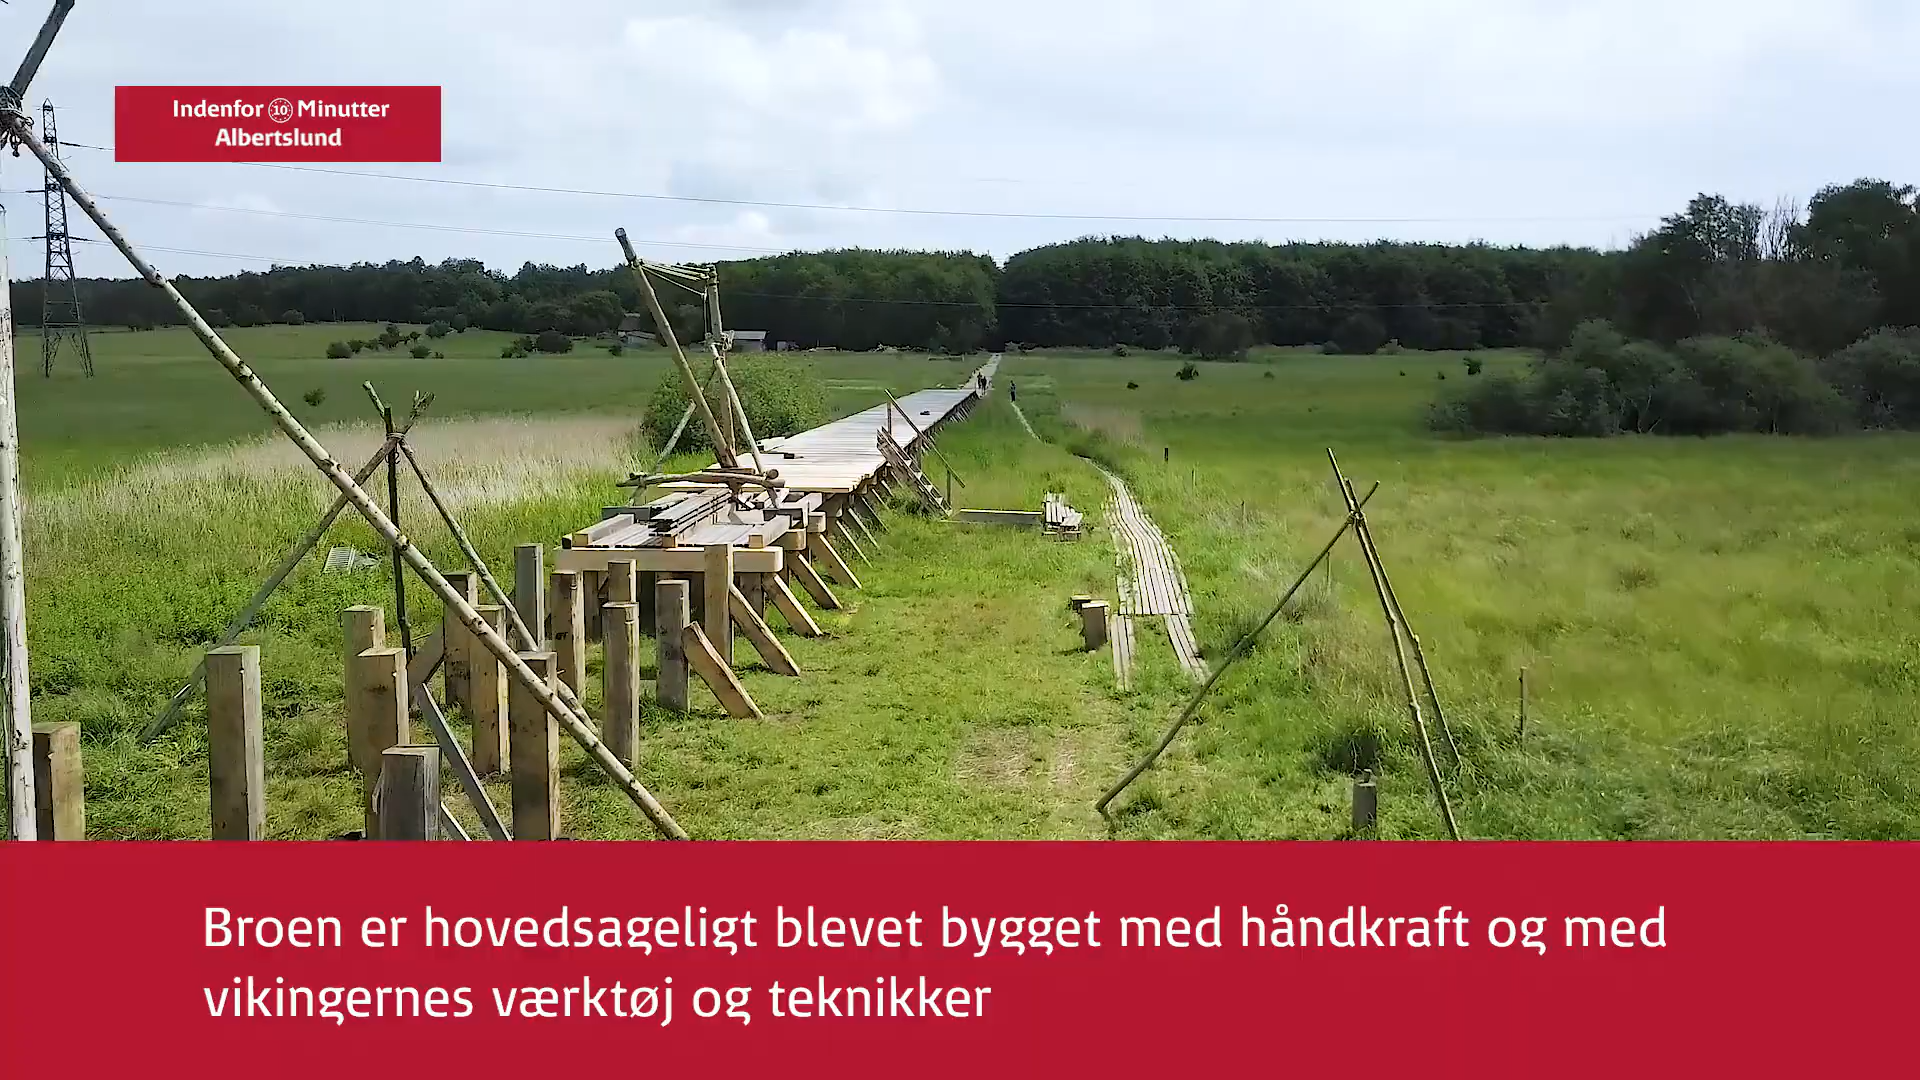 Indenfor 10 Minutter
Albertslund
Broen er hovedsageligt blevet bygget med håndkraft og med
vikingernes værktøj og teknikker